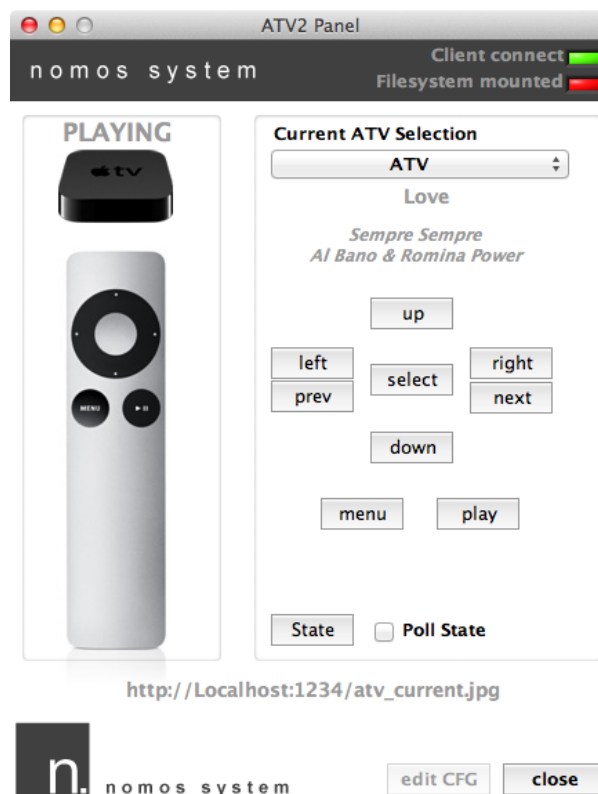 ATV2 Panel
nomos system
Client connect
Filesystem mounted
PLAYING
tv
MENU
Current ATV Selection
ATV
Love
Sempre Sempre
Al Bano & Romina Power
up
left
select
right
prev
next
down
menu
play
State
Poll State
http://Localhost:1234/atv_current.jpg
n.
nomos system
edit CFG
close